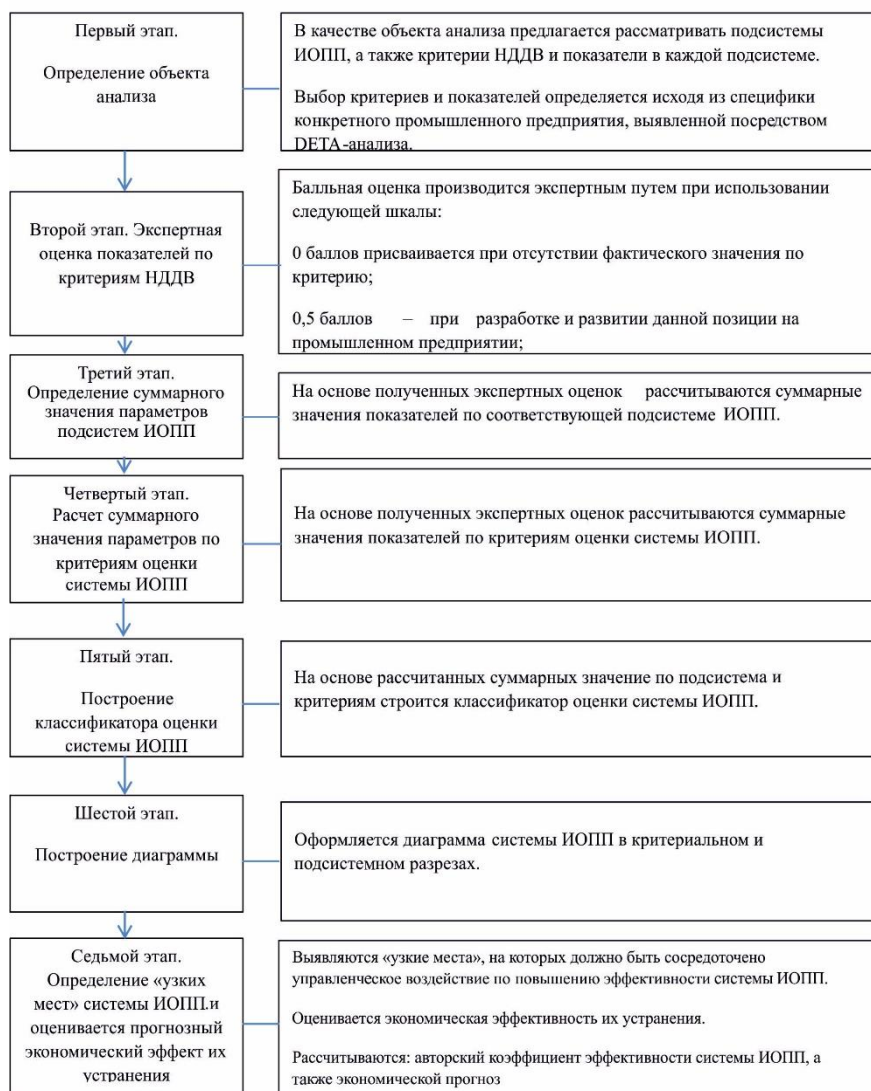 Первый этап.
Определение объекта
анализа
В качестве объекта анализа предлагается рассматривать подсистемы
ИОПП, а также критерии НДДВ и показатели в каждой подсистеме.
Выбор критериев и показателей определяется исходя из специфики
конкретного промышленного предприятия, выявленной посредством
DETA-анализа.
Второй этап. Экспертная
оценка показателей по
критериям НДДВ
Балльная оценка производится экспертным путем при использовании
следующей шкалы:
0 баллов присваивается при отсутствии фактического значения по
критерию;
0,5 баллов – при разработке и развитии данной позиции на
промышленном предприятии;
Третий этап.
Определение суммарного
значения параметров
подсистем ИОПП
На основе полученных экспертных оценок рассчитываются суммарные
значения показателей по соответствующей подсистеме ИОПП.
Четвертый этап.
Расчет суммарного
значения параметров по
критериям оценки
системы ИОПП
На основе полученных экспертных оценок рассчитываются суммарные
значения показателей по критериям оценки системы ИОПП.
Пятый этап.
Построение
классификатора оценки
системы ИОПП
На основе рассчитанных суммарных значение по подсистема и
критериям строится классификатор оценки системы ИОПП.
Шестой этап.
Построение диаграммы
Оформляется диаграмма системы ИОПП в критериальном и
подсистемном разрезах.
Седьмой этап.
Определение «узких
мест» системы ИОПП.и
оценивается прогнозный
экономический эффект их
устранения
Выявляются «узкие места», на которых должно быть сосредоточено
управленческое воздействие по повышению эффективности системы ИОПП.
Оценивается экономическая эффективность их устранения.
Рассчитываются: авторский коэффициент эффективности системы ИОПП, а
также экономической прогноз